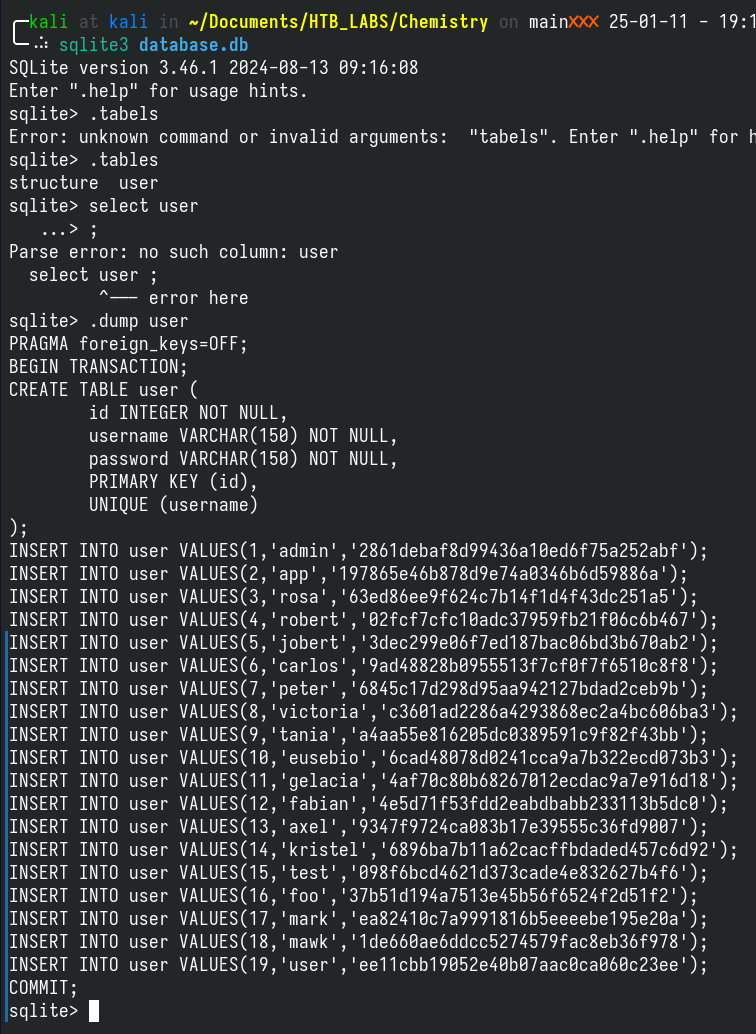 kali at kali in ~/Documents/HTB_LABS/Chemistry on main××× 25-01-11 - 19:1
sqlite3 database.db
SQLite version 3.46.1 2024-08-13 09:16:08
Enter ".help" for usage hints.
sqlite> .tabels
Error: unknown command or invalid arguments:  "tabels". Enter ".help" for h
sqlite> .tables
structure  user
sqlite> select user
   ...> ;
Parse error: no such column: user
  select user ;
         ^--- error here
sqlite> .dump user
PRAGMA foreign_keys=OFF;
BEGIN TRANSACTION;
CREATE TABLE user (
        id INTEGER NOT NULL,
        username VARCHAR(150) NOT NULL,
        password VARCHAR(150) NOT NULL,
        PRIMARY KEY (id),
        UNIQUE (username)
);
INSERT INTO user VALUES(1,'admin','2861debaf8d99436a10ed6f75a252abf');
INSERT INTO user VALUES(2,'app','197865e46b878d9e74a0346b6d59886a');
INSERT INTO user VALUES(3,'rosa','63ed86ee9f624c7b14f1d4f43dc251a5');
INSERT INTO user VALUES(4,'robert','02fcf7cfc10adc37959fb21f06c6b467');
INSERT INTO user VALUES(5,'jobert','3dec299e06f7ed187bac06bd3b670ab2');
INSERT INTO user VALUES(6,'carlos','9ad48828b0955513f7cf0f7f6510c8f8');
INSERT INTO user VALUES(7,'peter','6845c17d298d95aa942127bdad2ceb9b');
INSERT INTO user VALUES(8,'victoria','c3601ad2286a4293868ec2a4bc606ba3');
INSERT INTO user VALUES(9,'tania','a4aa55e816205dc0389591c9f82f43bb');
INSERT INTO user VALUES(10,'eusebio','6cad48078d0241cca9a7b322ecd073b3');
INSERT INTO user VALUES(11,'gelacia','4af70c80b68267012ecdac9a7e916d18');
INSERT INTO user VALUES(12,'fabian','4e5d71f53fdd2eabdbabb233113b5dc0');
INSERT INTO user VALUES(13,'axel','9347f9724ca083b17e39555c36fd9007');
INSERT INTO user VALUES(14,'kristel','6896ba7b11a62cacffbdaded457c6d92');
INSERT INTO user VALUES(15,'test','098f6bcd4621d373cade4e832627b4f6');
INSERT INTO user VALUES(16,'foo','37b51d194a7513e45b56f6524f2d51f2');
INSERT INTO user VALUES(17,'mark','ea82410c7a9991816b5eeeebe195e20a');
INSERT INTO user VALUES(18,'mawk','1de660ae6ddcc5274579fac8eb36f978');
INSERT INTO user VALUES(19,'user','ee11cbb19052e40b07aac0ca060c23ee');
COMMIT;
sqlite>